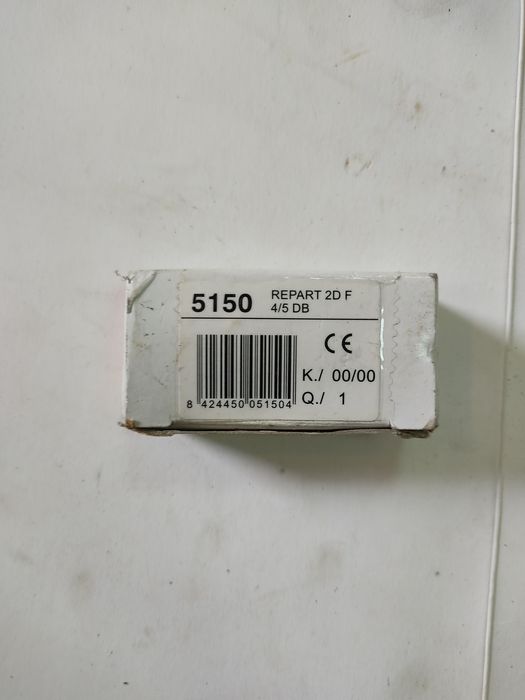 5150 REPART 2D F
4/5 DB
CE
K./ 00/00
Q./ 1
8 424450 051504